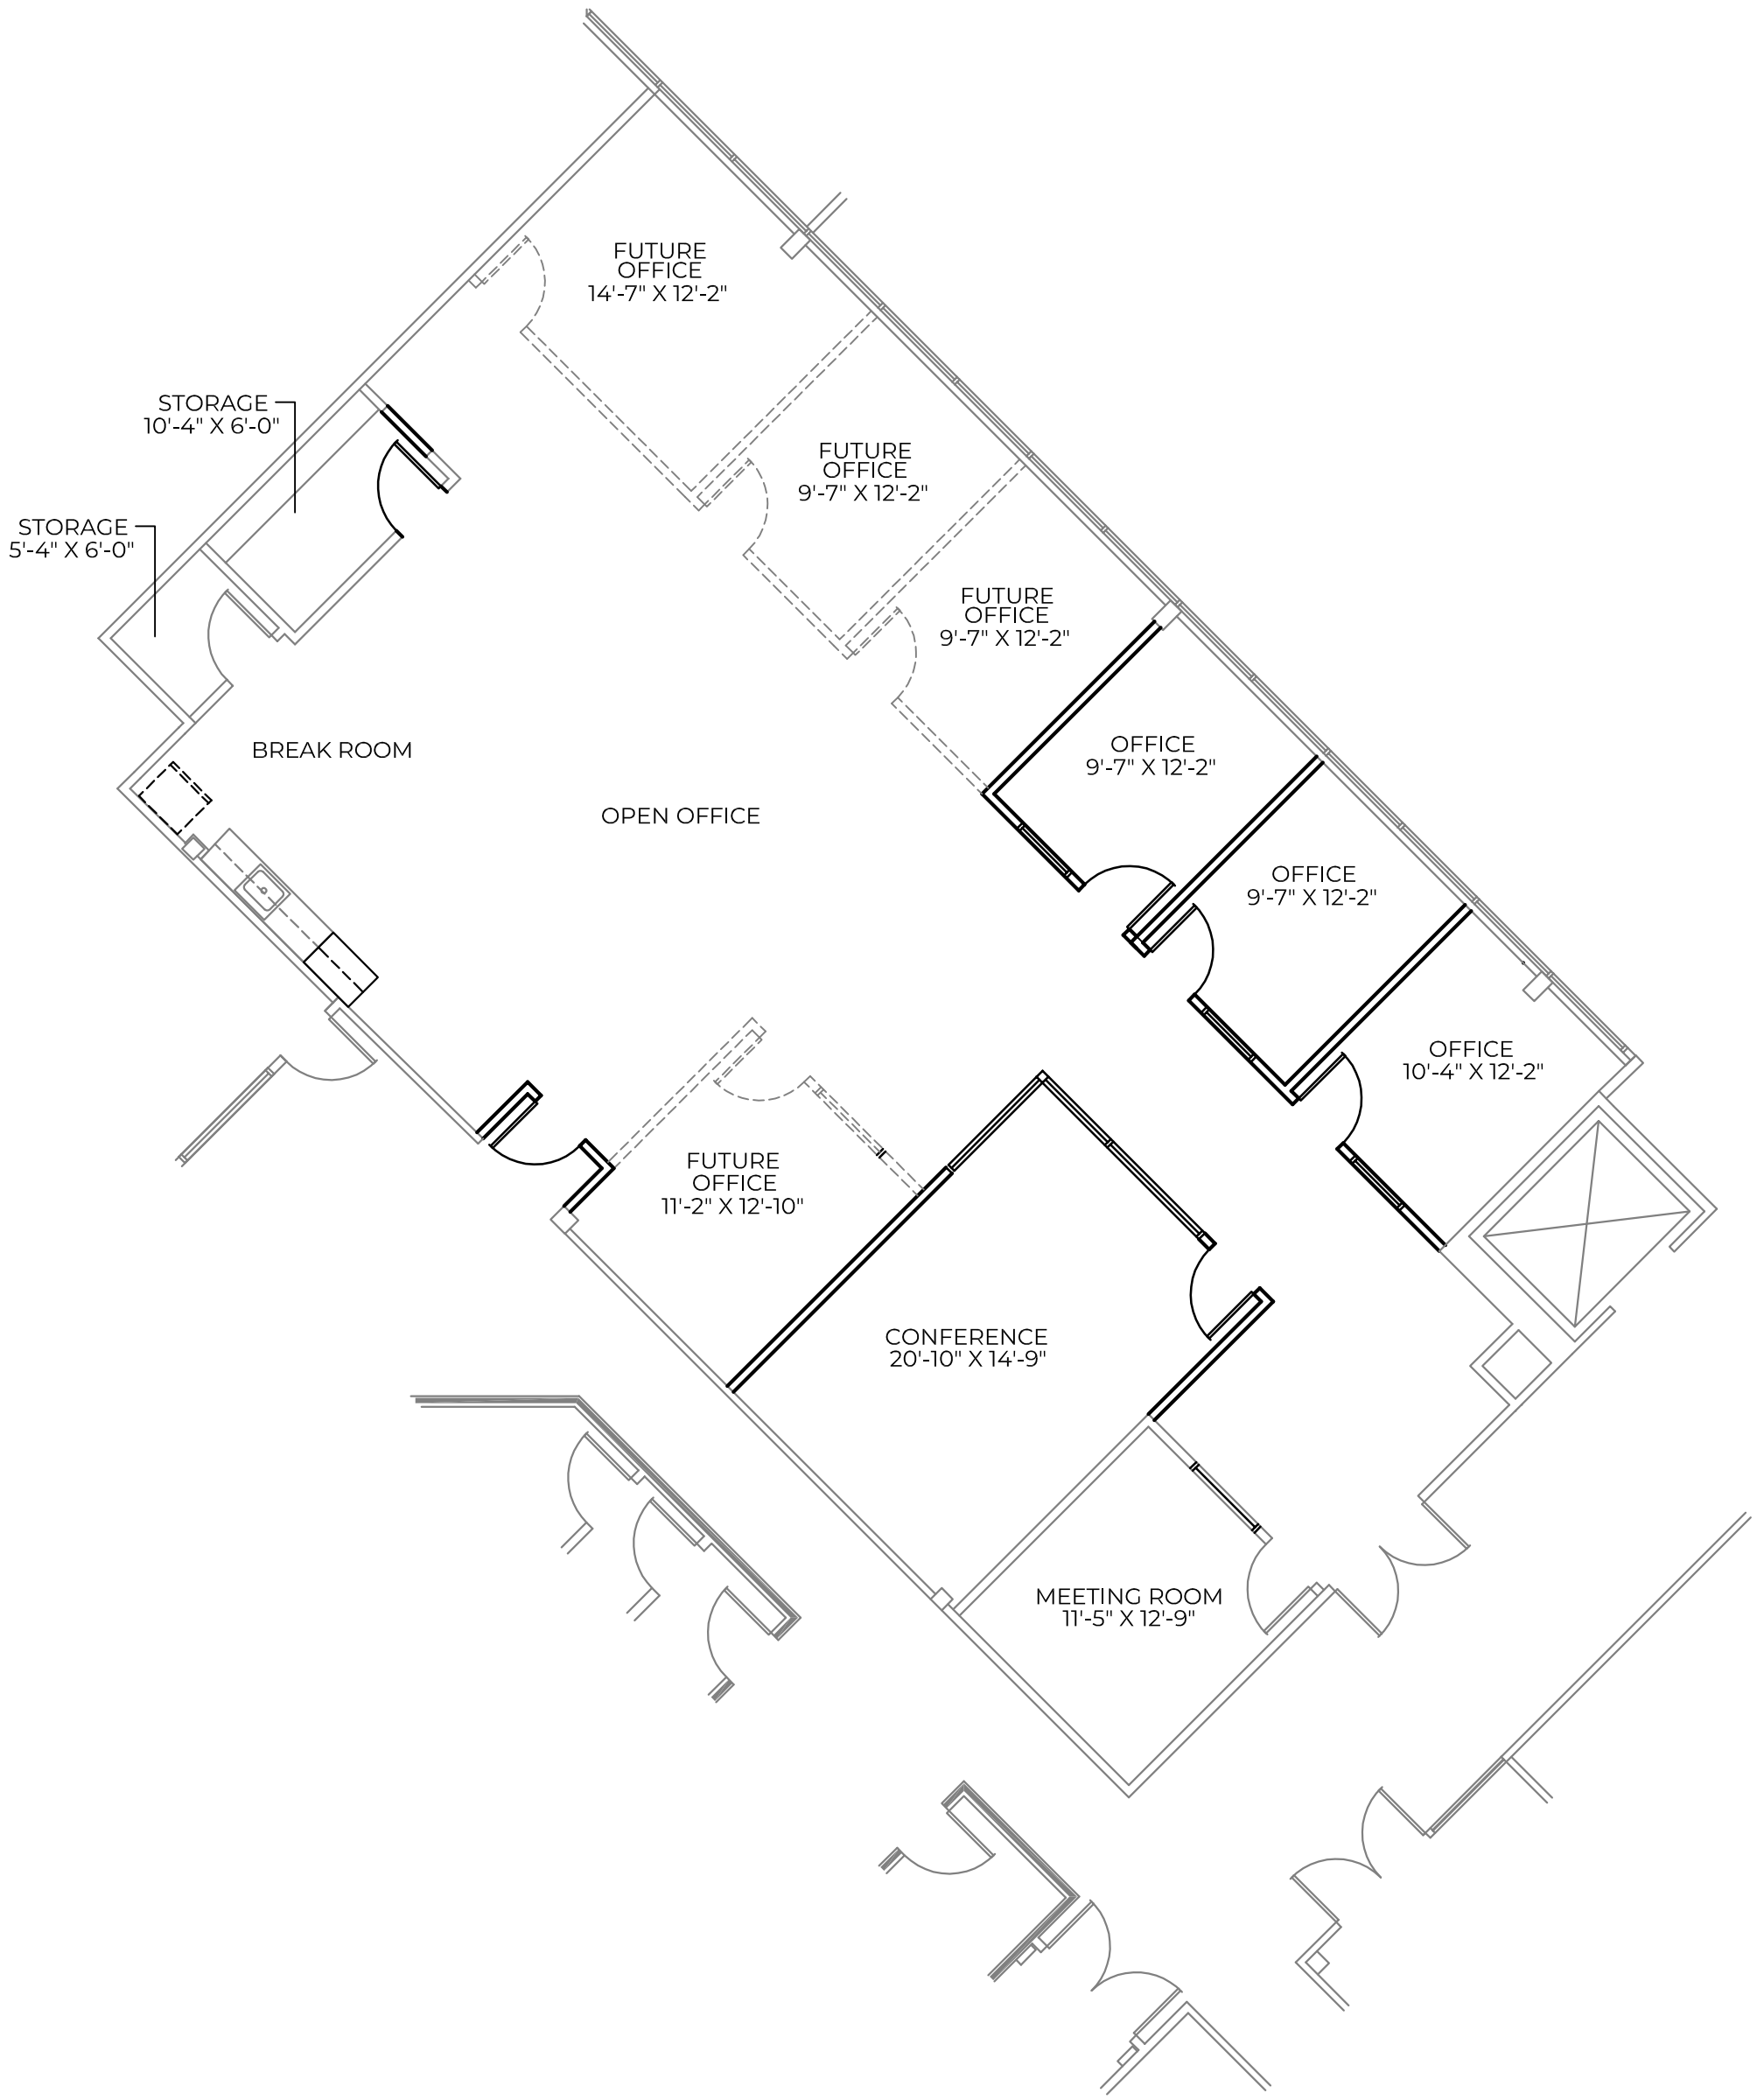 FUTURE
OFFICE
14'-7" X 12'-2"
STORAGE
10'-4" X 6'-0"
FUTURE
OFFICE
9'-7" X 12'-2"
STORAGE
5'-4" X 6'-0"
FUTURE
OFFICE
9'-7" X 12'-2"
BREAK ROOM
OFFICE
9'-7" X 12'-2"
OPEN OFFICE
OFFICE
9'-7" X 12'-2"
OFFICE
10'-4" X 12'-2"
FUTURE
OFFICE
11'-2" X 12'-10"
CONFERENCE
20'-10" X 14'-9"
MEETING ROOM
11'-5" X 12'-9"